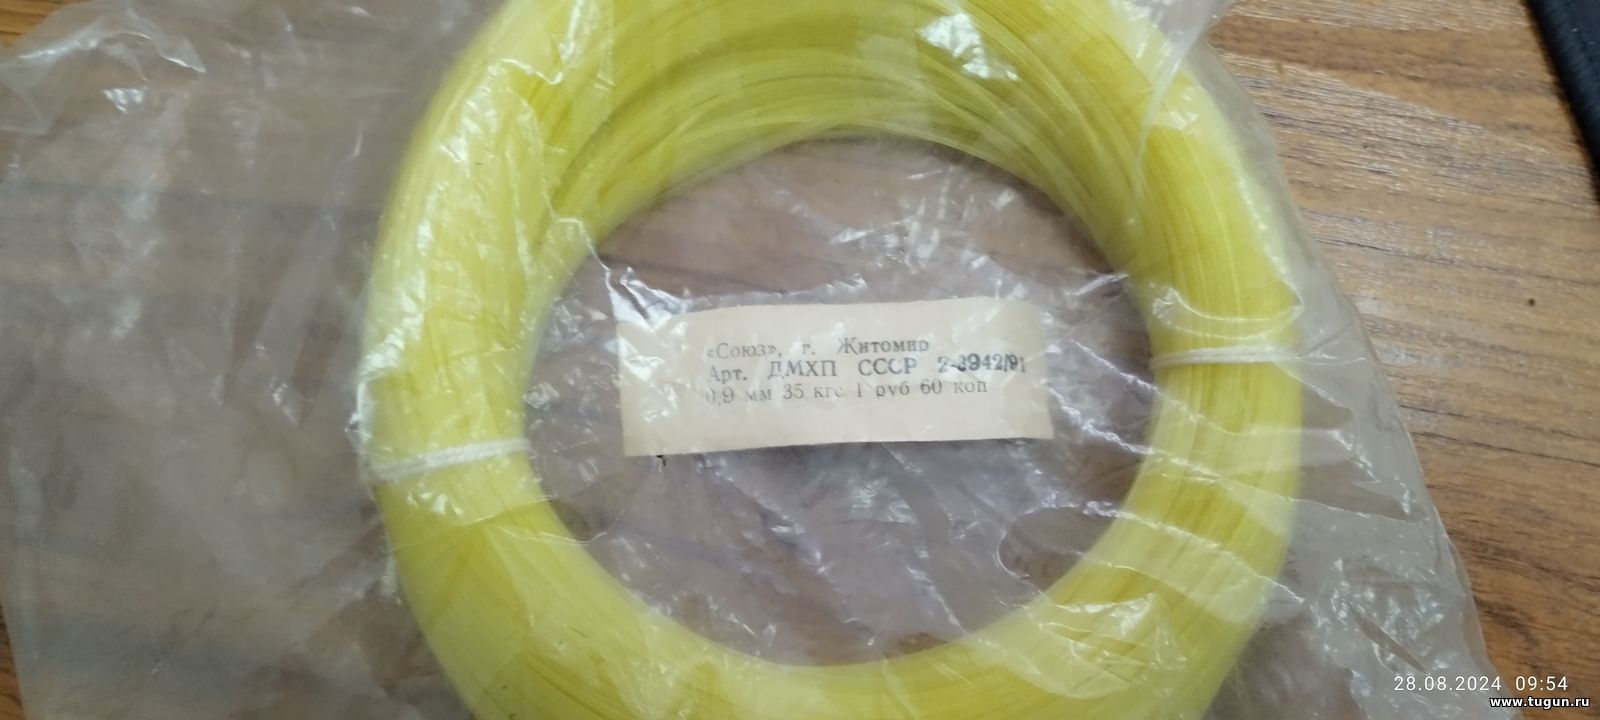 «Союз», г. Житомир
Арт. ДМХП СССР 2-3942/91
0,9 мм 35 кгс 1 руб 60 коп
28.08.2024 09:54
www.tugun.ru